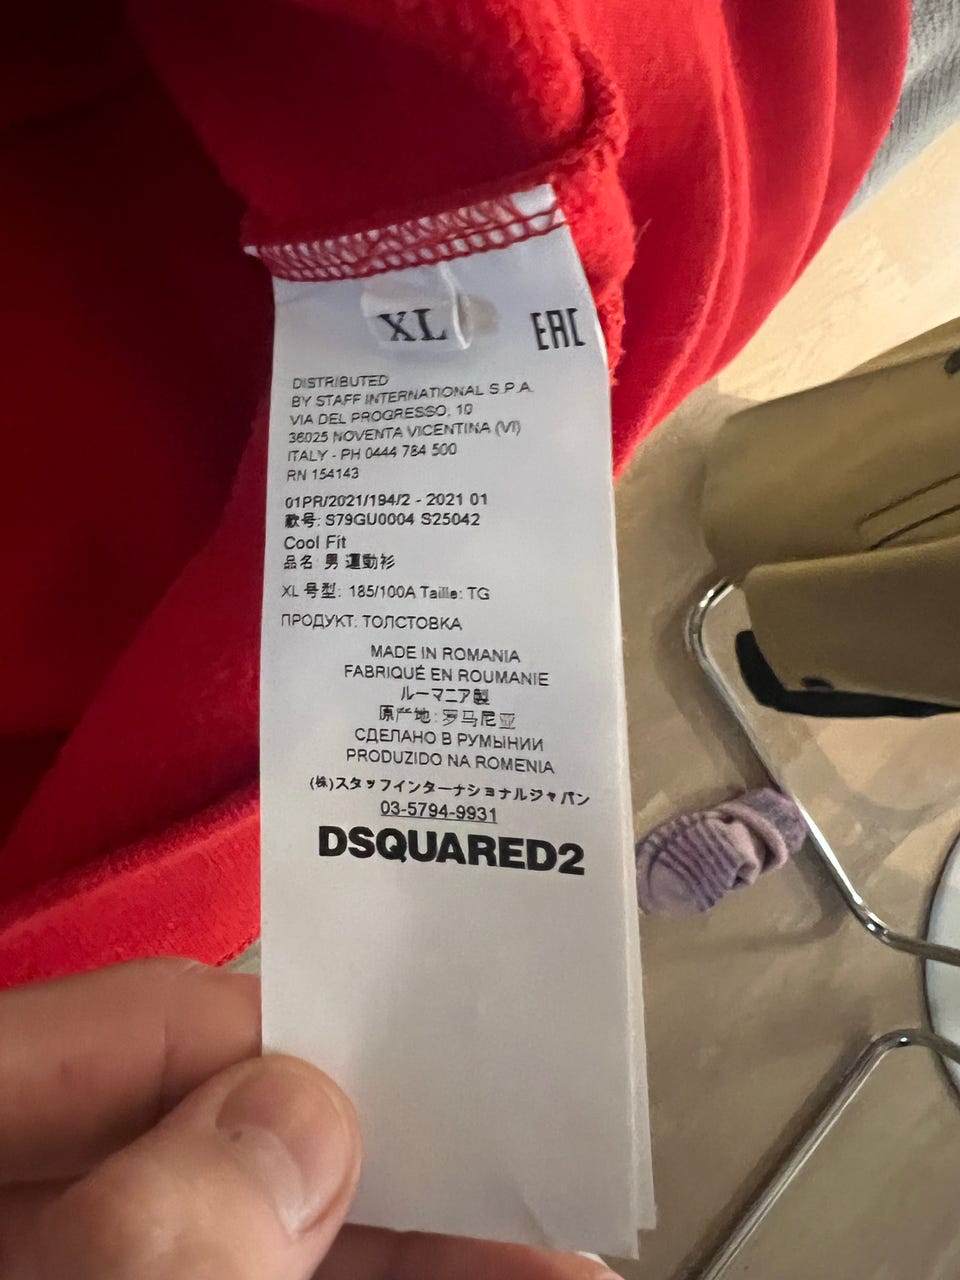 XL
EAC
DISTRIBUTED
BY STAFF INTERNATIONAL S.P.A.
VIA DEL PROGRESSO, 10
36025 NOVENTA VICENTINA (VI)
ITALY - PH 0444 784 500
RN 154143
01PR/2021/194/2 - 2021 01
款号: S79GU0004 S25042
Cool Fit
品名 男 運動衫
XL 号型: 185/100A Taille: TG
ПРОДУКТ: ТОЛСТОВКА
MADE IN ROMANIA
FABRIQUÉ EN ROUMANIE
ルーマニア製
原产地: 罗马尼亚
СДЕЛАНО В РУМЫНИИ
PRODUZIDO NA ROMENIA
(株)スタッフインターナショナルジャパン
03-5794-9931
DSQUARED2